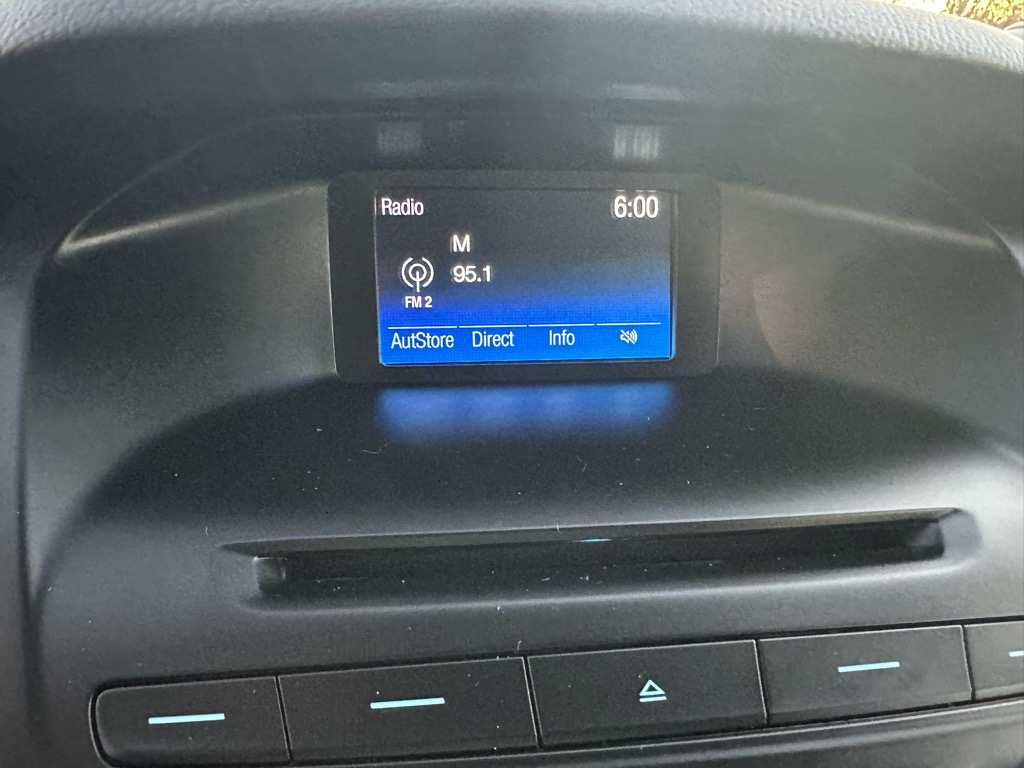 Radio 6:00
M
95.1
FM 2
AutStore Direct Info